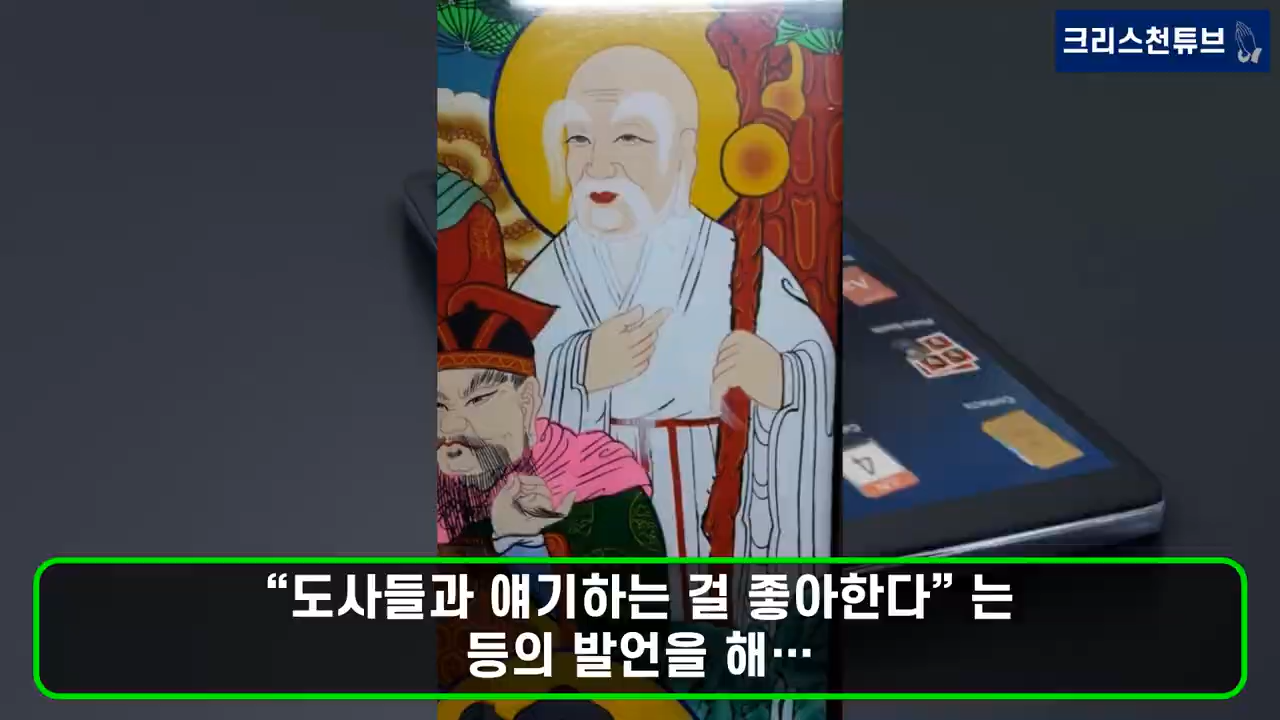 크리스천튜브
“도사들과 얘기하는 걸 좋아한다” 는
등의 발언을 해…
4